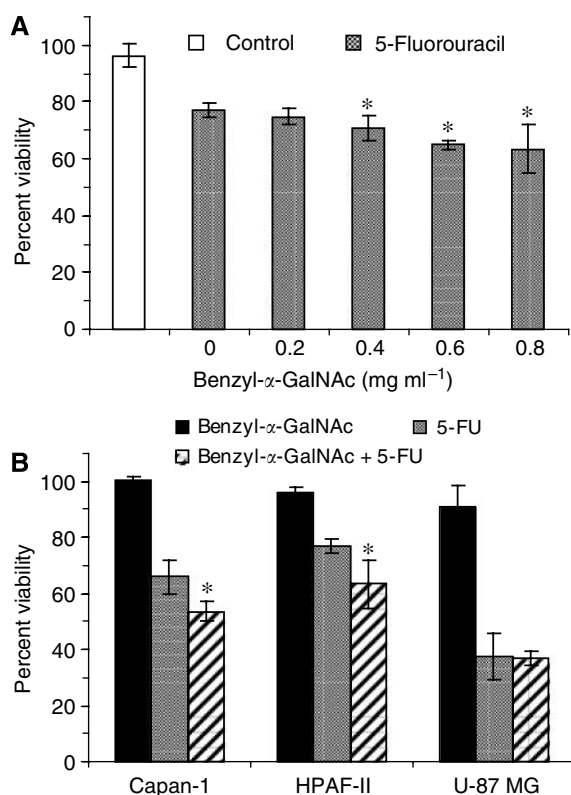 A
Control
5-Fluorouracil
100
80
60
40
20
0
Percent viability
*
*
*
0 0.2 0.4 0.6 0.8
Benzyl-α-GalNAc (mg ml⁻¹)
B
Benzyl-α-GalNAc
5-FU
Benzyl-α-GalNAc + 5-FU
100
80
60
40
20
0
Percent viability
*
*
Capan-1 HPAF-II U-87 MG